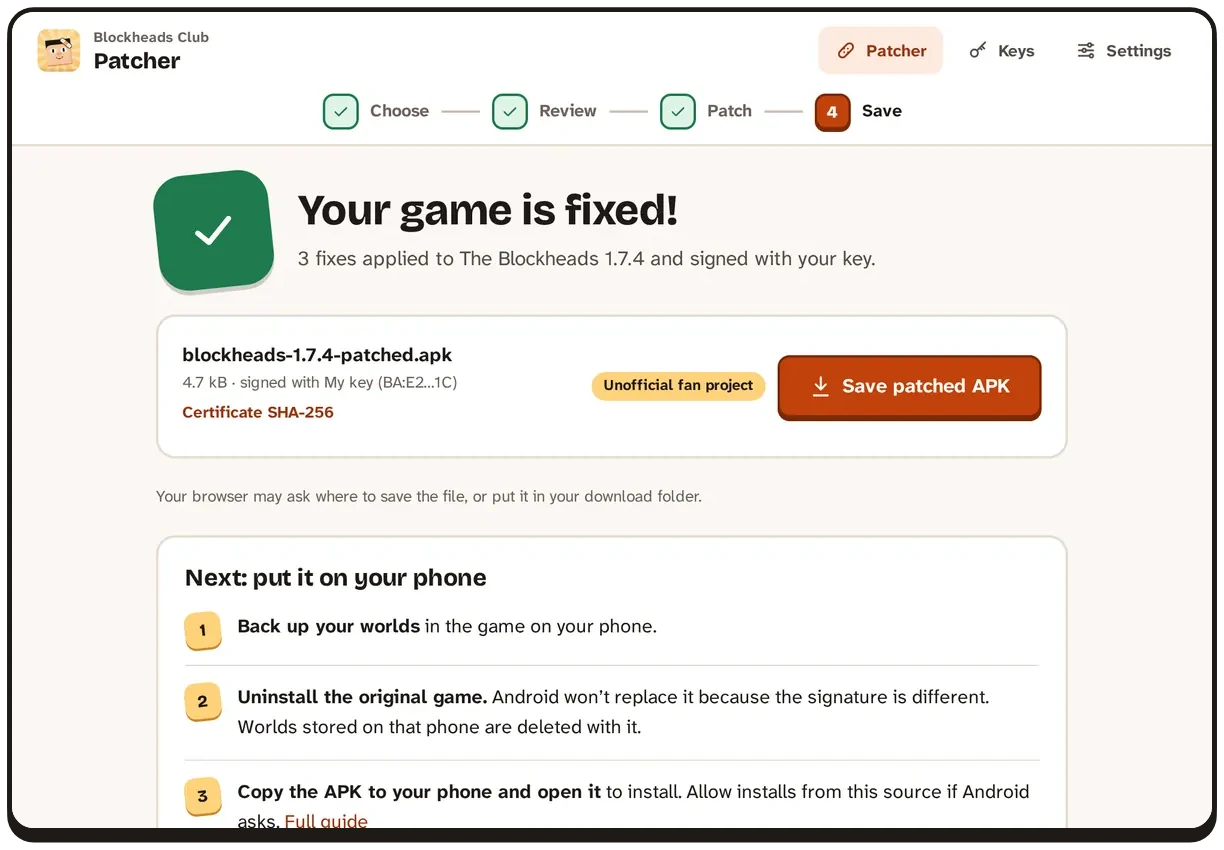 Blockheads Club
Patcher
Patcher
Keys
Settings
Choose
Review
Patch
4
Save
Your game is fixed!
3 fixes applied to The Blockheads 1.7.4 and signed with your key.
blockheads-1.7.4-patched.apk
4.7 kB · signed with My key (BA:E2…1C)
Certificate SHA-256
Unofficial fan project
Save patched APK
Your browser may ask where to save the file, or put it in your download folder.
Next: put it on your phone
1
Back up your worlds in the game on your phone.
2
Uninstall the original game. Android won’t replace it because the signature is different.
Worlds stored on that phone are deleted with it.
3
Copy the APK to your phone and open it to install. Allow installs from this source if Android
asks. Full guide